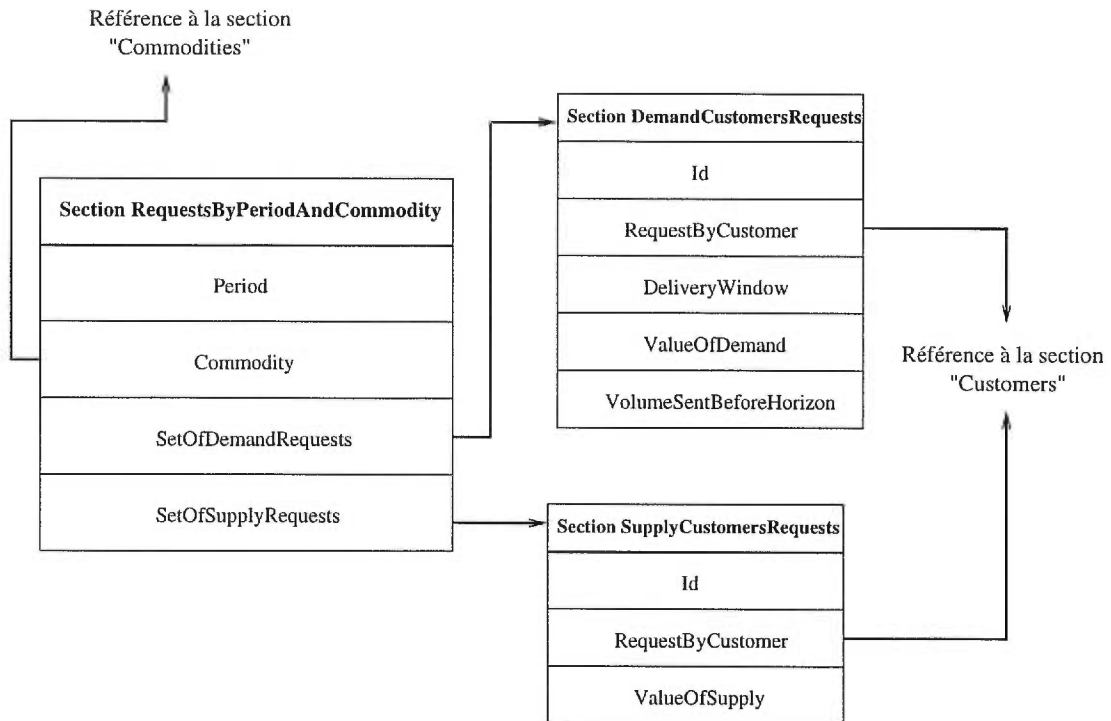 Référence à la section
"Commodities"
Section RequestsByPeriodAndCommodity
Period
Commodity
SetOfDemandRequests
SetOfSupplyRequests
Section DemandCustomersRequests
Id
RequestByCustomer
DeliveryWindow
ValueOfDemand
VolumeSentBeforeHorizon
Référence à la section
"Customers"
Section SupplyCustomersRequests
Id
RequestByCustomer
ValueOfSupply